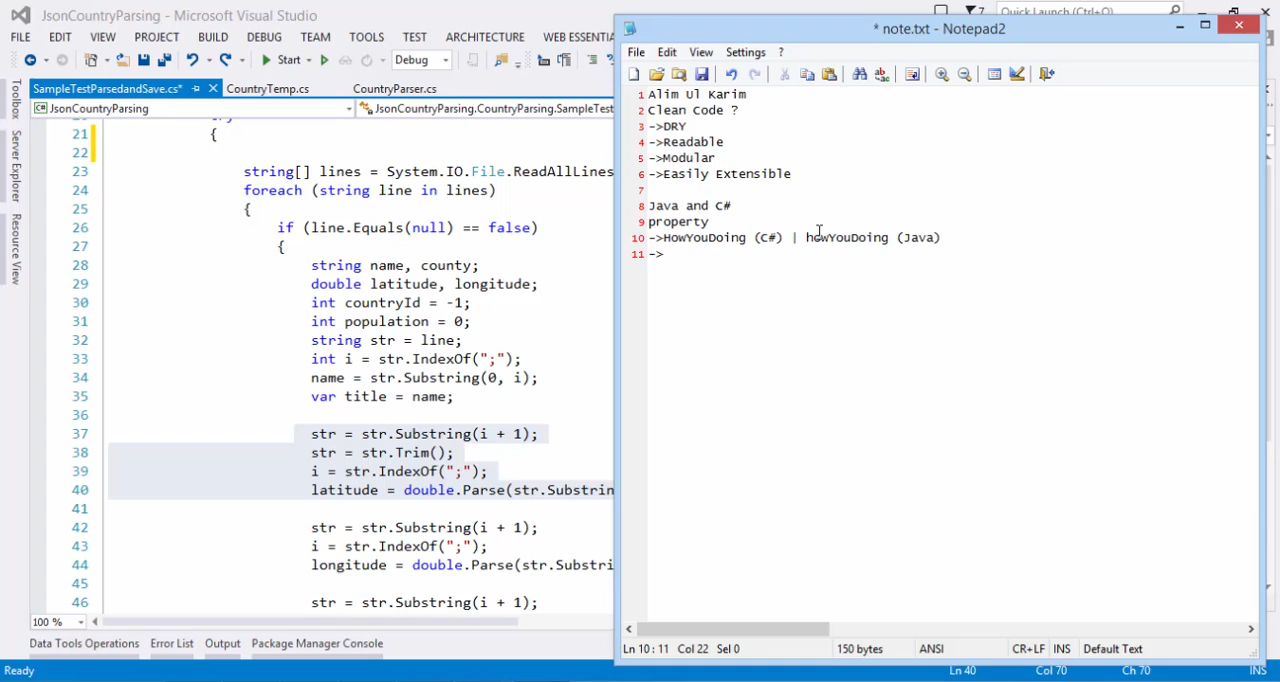 JsonCountryParsing - Microsoft Visual Studio
Quick Launch (Ctrl+Q)
FILE EDIT VIEW PROJECT BUILD DEBUG TEAM TOOLS TEST ARCHITECTURE WEB ESSENTIA
Start Debug
SampleTestParsedandSave.cs* CountryTemp.cs CountryParser.cs
JsonCountryParsing JsonCountryParsing.CountryParsing.SampleTest
Toolbox
Server Explorer
Resource View
21 {
22
23 string[] lines = System.IO.File.ReadAllLines
24 foreach (string line in lines)
25 {
26 if (line.Equals(null) == false)
27 {
28 string name, county;
29 double latitude, longitude;
30 int countryId = -1;
31 int population = 0;
32 string str = line;
33 int i = str.IndexOf(";");
34 name = str.Substring(0, i);
35 var title = name;
36
37 str = str.Substring(i + 1);
38 str = str.Trim();
39 i = str.IndexOf(";");
40 latitude = double.Parse(str.Substrin
41
42 str = str.Substring(i + 1);
43 i = str.IndexOf(";");
44 longitude = double.Parse(str.Substri
45
46 str = str.Substring(i + 1);
100 %
Data Tools Operations Error List Output Package Manager Console
Ready Ln 40 Col 70 Ch 70 INS
* note.txt - Notepad2
File Edit View Settings ?
1 Alim Ul Karim
2 Clean Code ?
3 ->DRY
4 ->Readable
5 ->Modular
6 ->Easily Extensible
7
8 Java and C#
9 property
10 ->HowYouDoing (C#) | howYouDoing (Java)
11 ->
Ln 10 : 11 Col 22 Sel 0 150 bytes ANSI CR+LF INS Default Text